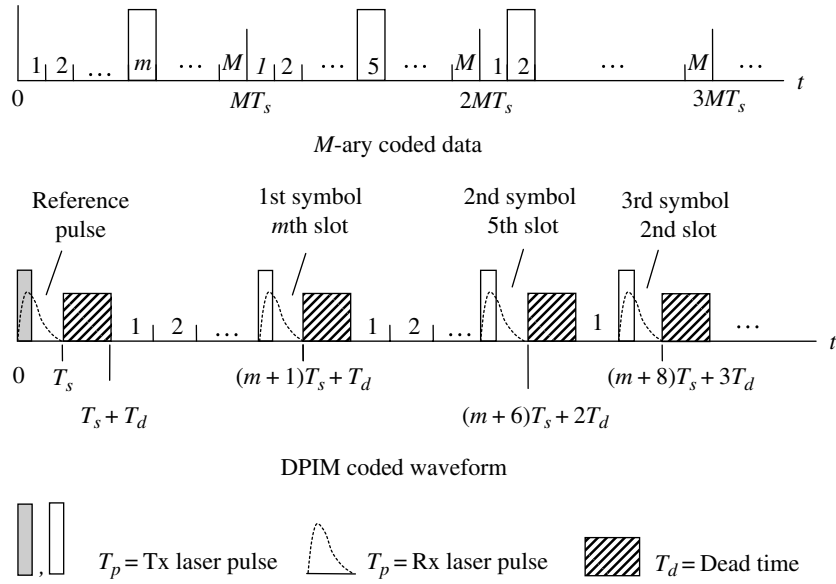 1 2 … m … M 1 2 … 5 … M 1 2 … M …
t
0 MT_s 2MT_s 3MT_s
M-ary coded data
Reference
pulse
1st symbol
mth slot
2nd symbol
5th slot
3rd symbol
2nd slot
1 2 … 1 2 … 1 …
t
0 T_s (m + 1)T_s + T_d (m + 8)T_s + 3T_d
T_s + T_d (m + 6)T_s + 2T_d
DPIM coded waveform
, T_p = Tx laser pulse T_p = Rx laser pulse T_d = Dead time